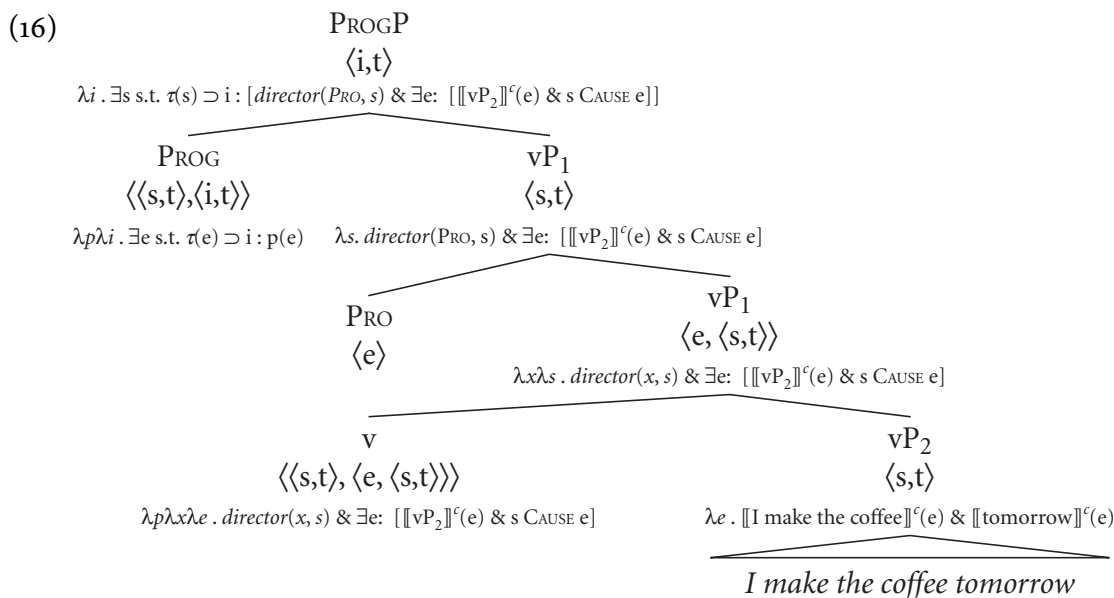 (16)
PROGP
⟨i,t⟩
λi . ∃s s.t. τ(s) ⊃ i : [director(PRO, s) & ∃e: [⟦vP₂⟧ᶜ(e) & s CAUSE e]]
PROG vP₁
⟨⟨s,t⟩,⟨i,t⟩⟩ ⟨s,t⟩
λpλi . ∃e s.t. τ(e) ⊃ i : p(e) λs. director(PRO, s) & ∃e: [⟦vP₂⟧ᶜ(e) & s CAUSE e]
PRO vP₁
⟨e⟩ ⟨e, ⟨s,t⟩⟩
λxλs . director(x, s) & ∃e: [⟦vP₂⟧ᶜ(e) & s CAUSE e]
v vP₂
⟨⟨s,t⟩, ⟨e, ⟨s,t⟩⟩⟩ ⟨s,t⟩
λpλxλe . director(x, s) & ∃e: [⟦vP₂⟧ᶜ(e) & s CAUSE e] λe . ⟦I make the coffee⟧ᶜ(e) & ⟦tomorrow⟧ᶜ(e)
I make the coffee tomorrow